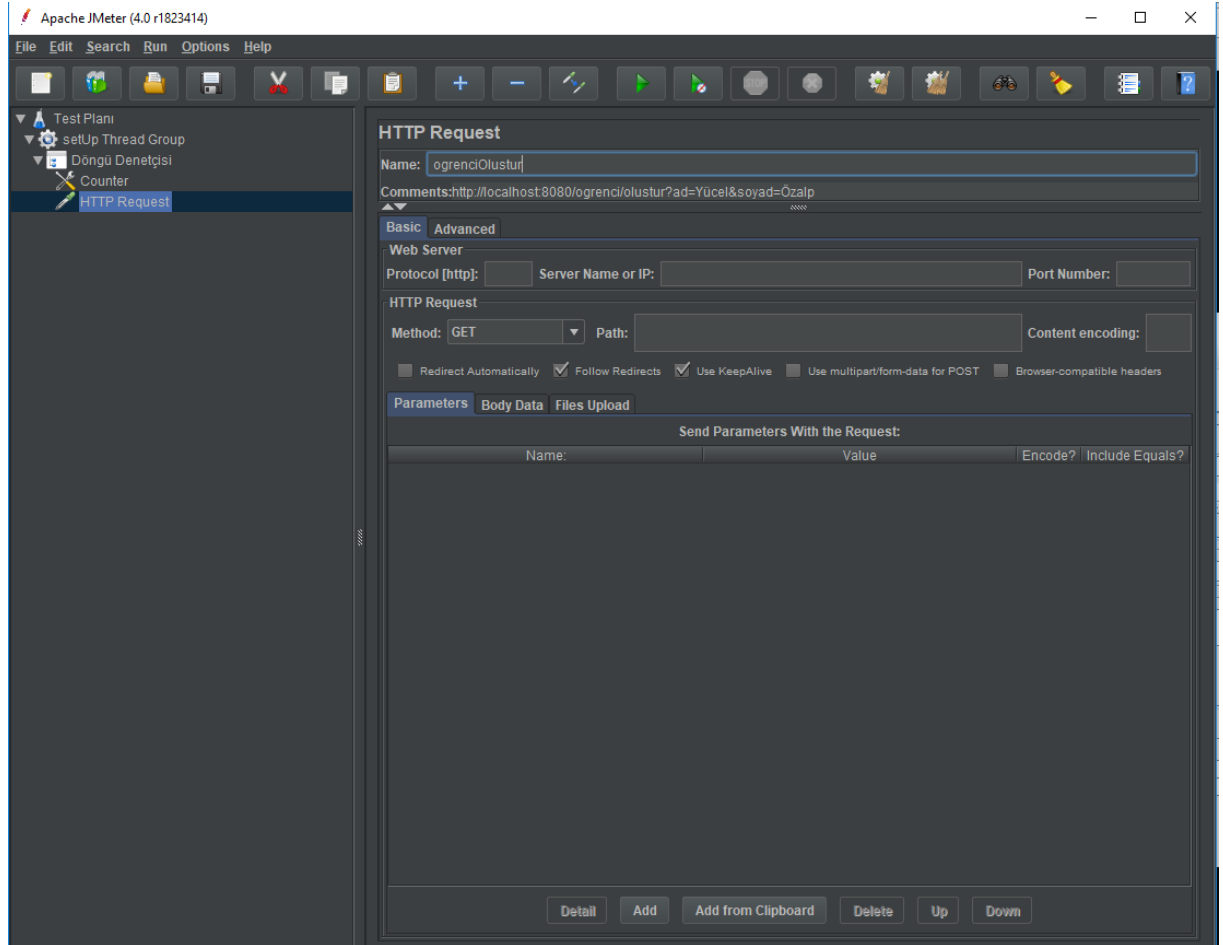 Apache JMeter (4.0 r1823414)
File Edit Search Run Options Help
STOP
?
Test Planı
setUp Thread Group
Döngü Denetçisi
Counter
HTTP Request
HTTP Request
Name: ogrenciOlustur
Comments:http://localhost:8080/ogrenci/olustur?ad=Yücel&soyad=Özalp
Basic Advanced
Web Server
Protocol [http]: Server Name or IP: Port Number:
HTTP Request
Method: GET Path: Content encoding:
Redirect Automatically Follow Redirects Use KeepAlive Use multipart/form-data for POST Browser-compatible headers
Parameters Body Data Files Upload
Send Parameters With the Request:
Name: Value Encode? Include Equals?
Detail Add Add from Clipboard Delete Up Down